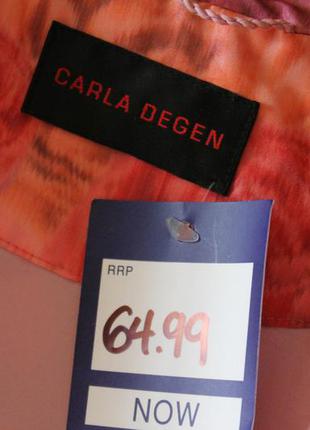 CARLA DEGEN
RRP
64.99
NOW